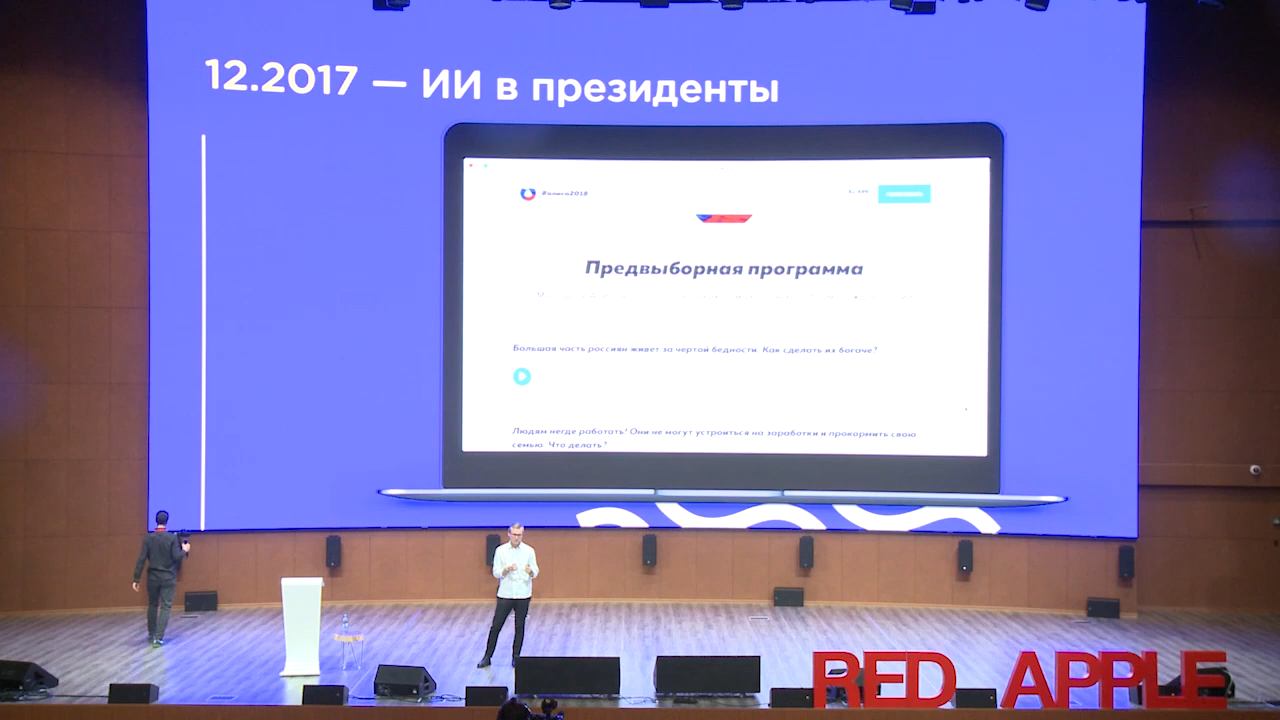 12.2017 — ИИ в президенты
#алиса2018
Предвыборная программа
Большая часть россиян живет за чертой бедности. Как сделать их богаче?
Людям негде работать! Они не могут устроиться на заработки и прокормить свою
семью. Что делать?
RED APPLE